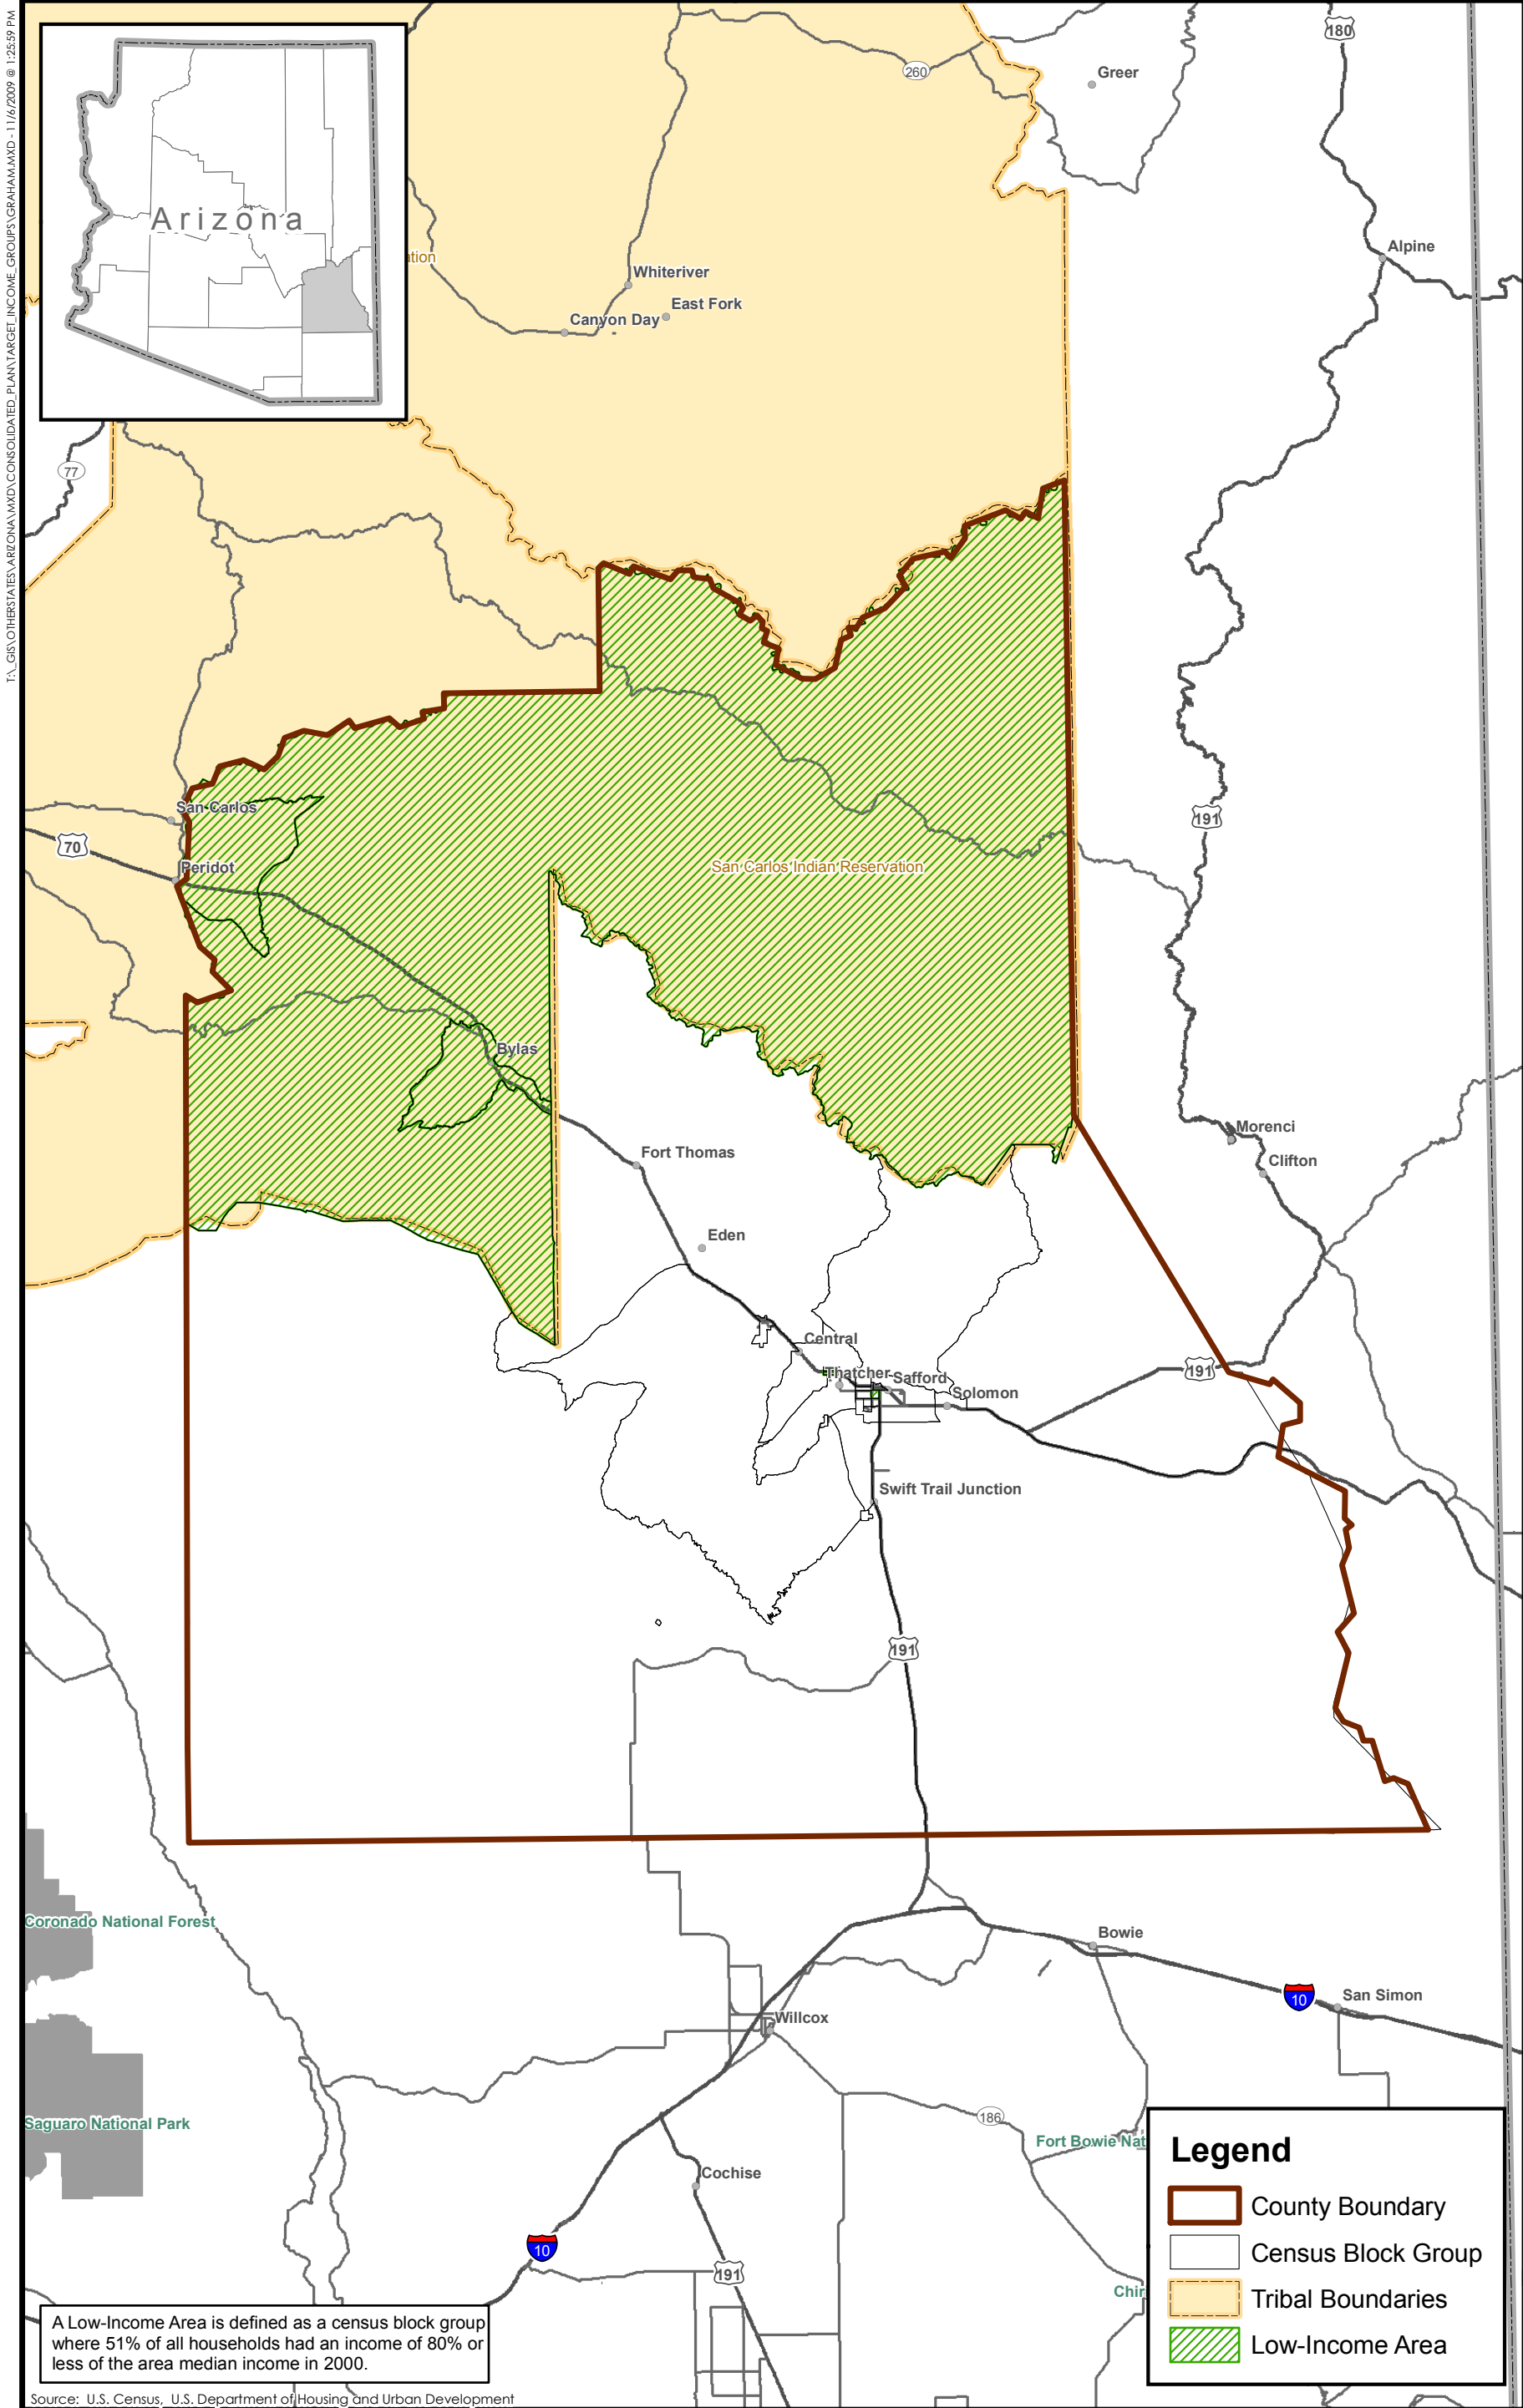 T:\_GIS\OTHERSTATES\ARIZONA\MXD\CONSOLIDATED_PLAN\TARGET_INCOME_GROUPS\GRAHAM.MXD - 11/6/2009 @ 1:25:59 PM
Arizona
180
260
Greer
Alpine
ation
Whiteriver
East Fork
Canyon Day
77
San Carlos
70
Peridot
San Carlos Indian Reservation
191
Bylas
Morenci
Fort Thomas
Clifton
Eden
Central
Thatcher
Safford
191
Solomon
Swift Trail Junction
191
Coronado National Forest
Bowie
10
San Simon
Willcox
186
Saguaro National Park
Fort Bowie Nat
Cochise
10
191
Chir
Legend
County Boundary
Census Block Group
Tribal Boundaries
Low-Income Area
A Low-Income Area is defined as a census block group
where 51% of all households had an income of 80% or
less of the area median income in 2000.
Source: U.S. Census, U.S. Department of Housing and Urban Development